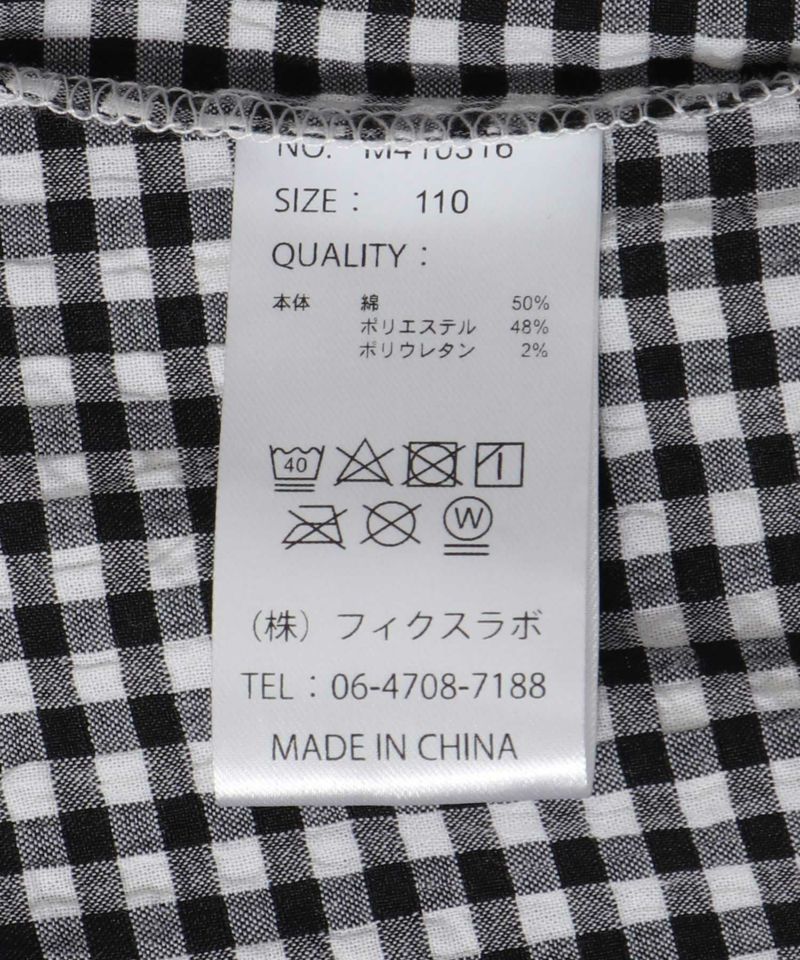 NO. M410316
SIZE : 110
QUALITY :
本体 綿 50%
ポリエステル 48%
ポリウレタン 2%
40
W
(株) フィクスラボ
TEL : 06-4708-7188
MADE IN CHINA